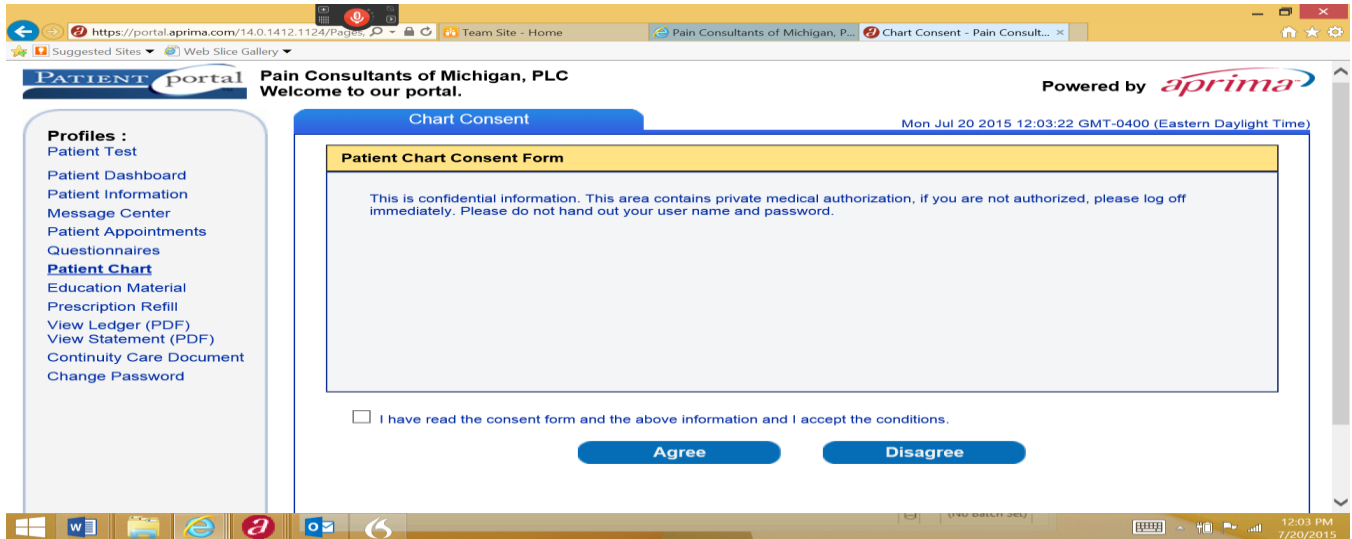 https://portal.aprima.com/14.0.1412.1124/Pages
Team Site - Home
Pain Consultants of Michigan, P...
Chart Consent - Pain Consult...
Suggested Sites
Web Slice Gallery
PATIENT portal
Pain Consultants of Michigan, PLC
Welcome to our portal.
Powered by aprima
Chart Consent
Mon Jul 20 2015 12:03:22 GMT-0400 (Eastern Daylight Time)
Profiles :
Patient Test
Patient Dashboard
Patient Information
Message Center
Patient Appointments
Questionnaires
Patient Chart
Education Material
Prescription Refill
View Ledger (PDF)
View Statement (PDF)
Continuity Care Document
Change Password
Patient Chart Consent Form
This is confidential information. This area contains private medical authorization, if you are not authorized, please log off
immediately. Please do not hand out your user name and password.
I have read the consent form and the above information and I accept the conditions.
Agree
Disagree
(No Batch Set)
12:03 PM
7/20/2015